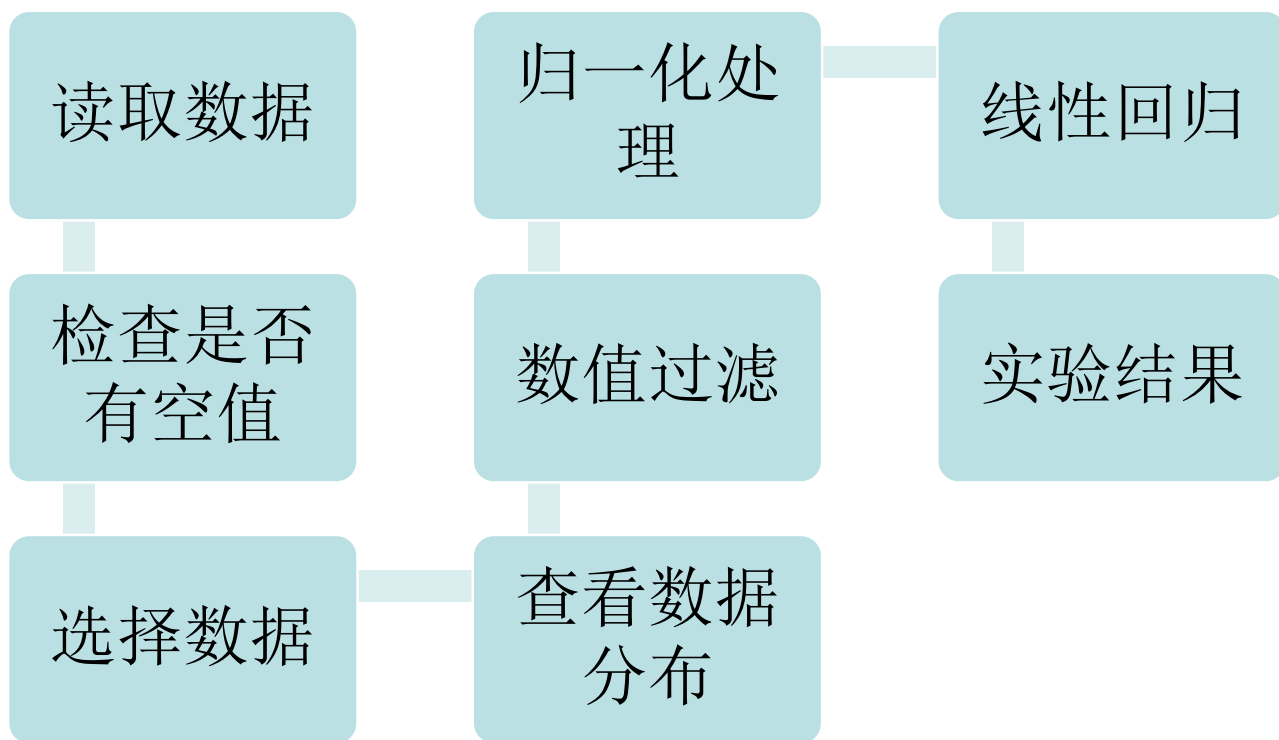 读取数据
检查是否
有空值
选择数据
查看数据
分布
数值过滤
归一化处
理
线性回归
实验结果